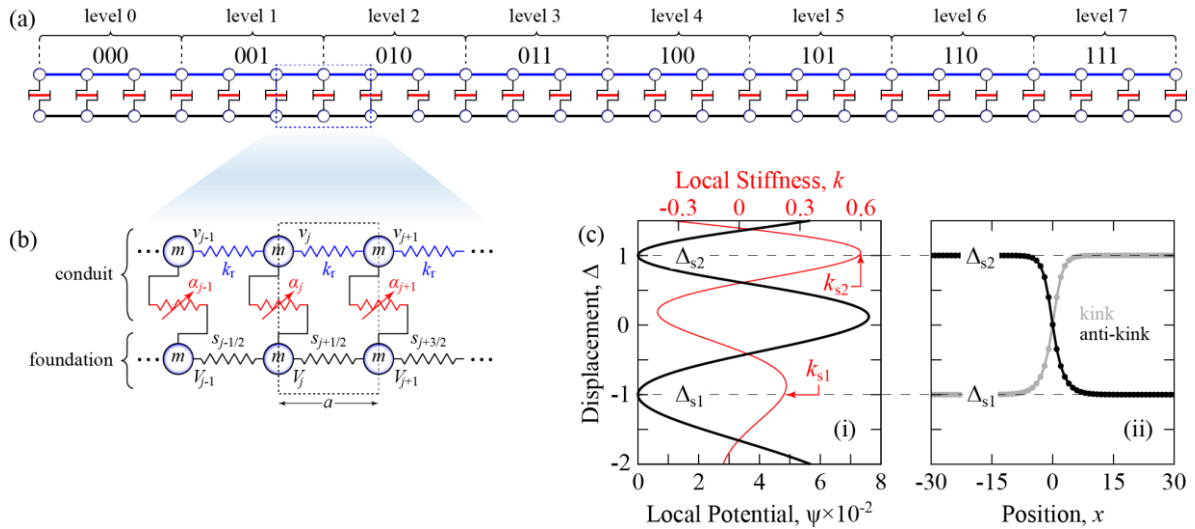 (a)
level 0 level 1 level 2 level 3 level 4 level 5 level 6 level 7
000 001 010 011 100 101 110 111
(b)
conduit
... m v_{j-1} k_r m v_j k_r m v_{j+1} k_r ...
α_{j-1} α_j α_{j+1}
foundation
... m s_{j-1/2} m s_{j+1/2} m s_{j+3/2} ...
V_{j-1} V_j V_{j+1}
a
(c)
Local Stiffness, k
-0.3 0 0.3 0.6
Displacement, Δ
1
0
-1
-2
Δ_{s2}
k_{s2}
k_{s1}
Δ_{s1}
(i)
0 2 4 6 8
Local Potential, ψ×10^{-2}
Δ_{s2}
kink
anti-kink
Δ_{s1}
(ii)
-30 -15 0 15 30
Position, x